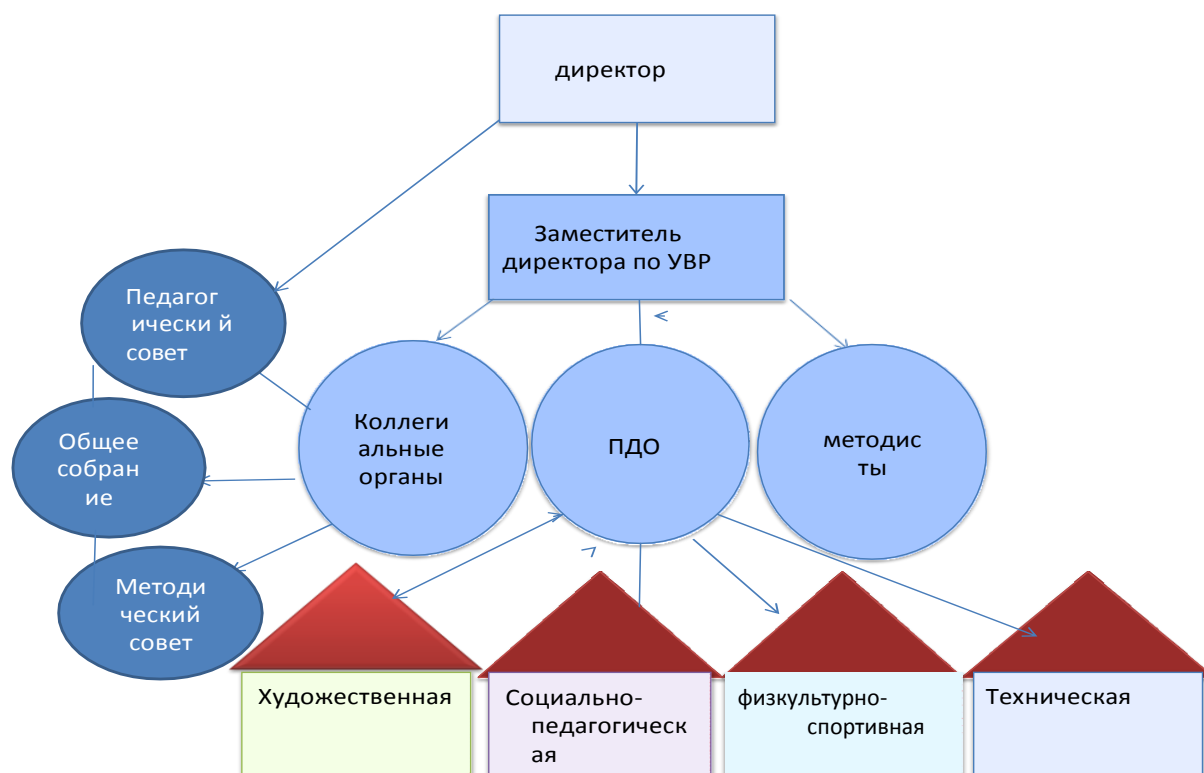 директор
Заместитель
директора по УВР
Педагог
ически й
совет
Общее
собран
ие
Методи
ческий
совет
Коллеги
альные
органы
ПДО
методис
ты
Художественная
Социально-
педагогическ
ая
физкультурно-
спортивная
Техническая